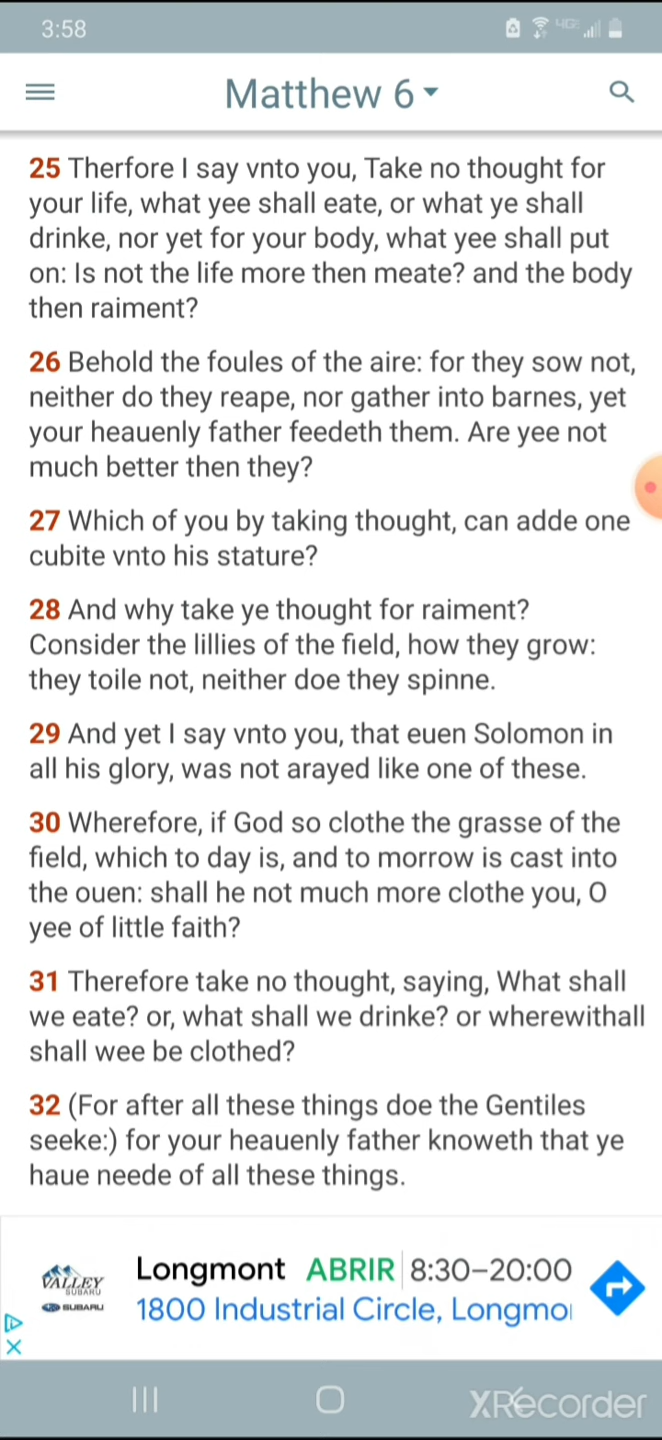 3:58
4GE
Matthew 6
25 Therfore I say vnto you, Take no thought for
your life, what yee shall eate, or what ye shall
drinke, nor yet for your body, what yee shall put
on: Is not the life more then meate? and the body
then raiment?
26 Behold the foules of the aire: for they sow not,
neither do they reape, nor gather into barnes, yet
your heauenly father feedeth them. Are yee not
much better then they?
27 Which of you by taking thought, can adde one
cubite vnto his stature?
28 And why take ye thought for raiment?
Consider the lillies of the field, how they grow:
they toile not, neither doe they spinne.
29 And yet I say vnto you, that euen Solomon in
all his glory, was not arayed like one of these.
30 Wherefore, if God so clothe the grasse of the
field, which to day is, and to morrow is cast into
the ouen: shall he not much more clothe you, O
yee of little faith?
31 Therefore take no thought, saying, What shall
we eate? or, what shall we drinke? or wherewithall
shall wee be clothed?
32 (For after all these things doe the Gentiles
seeke:) for your heauenly father knoweth that ye
haue neede of all these things.
VALLEY
SUBARU
SUBARU
Longmont ABRIR 8:30–20:00
1800 Industrial Circle, Longmo
XRecorder